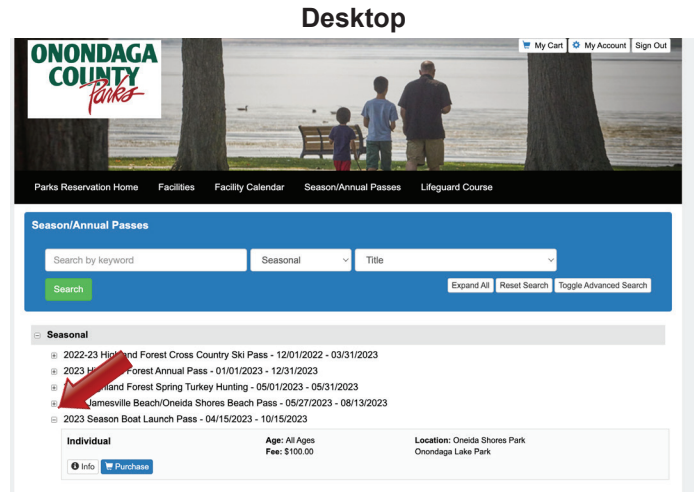 Desktop
ONONDAGA
COUNTY
Parks
My Cart My Account Sign Out
Parks Reservation Home Facilities Facility Calendar Season/Annual Passes Lifeguard Course
Season/Annual Passes
Search by keyword Seasonal Title
Search Expand All Reset Search Toggle Advanced Search
Seasonal
2022-23 Highland Forest Cross Country Ski Pass - 12/01/2022 - 03/31/2023
2023 Forest Annual Pass - 01/01/2023 - 12/31/2023
Forest Spring Turkey Hunting - 05/01/2023 - 05/31/2023
Jamesville Beach/Oneida Shores Beach Pass - 05/27/2023 - 08/13/2023
2023 Season Boat Launch Pass - 04/15/2023 - 10/15/2023
Individual Age: All Ages Location: Oneida Shores Park
Fee: $100.00 Onondaga Lake Park
Info Purchase